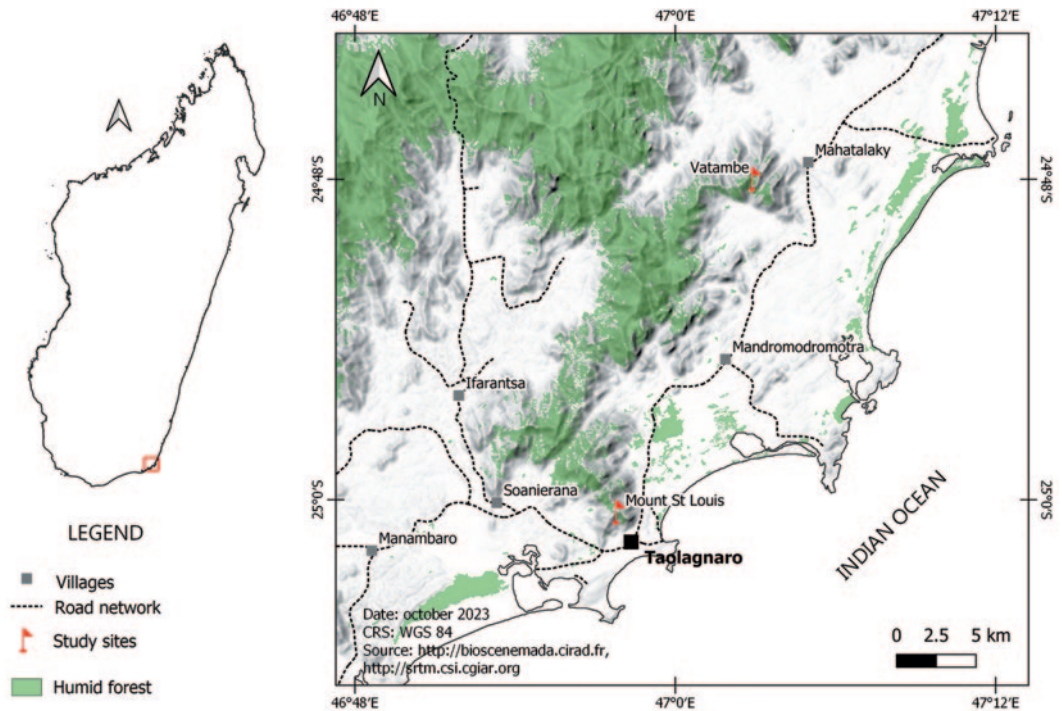 46°48'E 47°0'E 47°12'E
N
Mahatalaky
Vatambe
24°48'S 24°48'S
Mandromodromotra
Ifarantsa
Soanierana
Mount St Louis
25°0'S 25°0'S
Manambaro
Taolagnaro
INDIAN OCEAN
LEGEND
Villages
Road network
Study sites
Humid forest
Date: october 2023
CRS: WGS 84
Source: http://bioscenemada.cirad.fr,
http://srtm.csi.cgiar.org
0 2.5 5 km
46°48'E 47°0'E 47°12'E